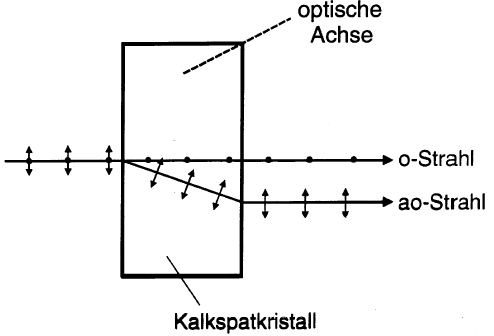 optische
Achse
o-Strahl
ao-Strahl
Kalkspatkristall